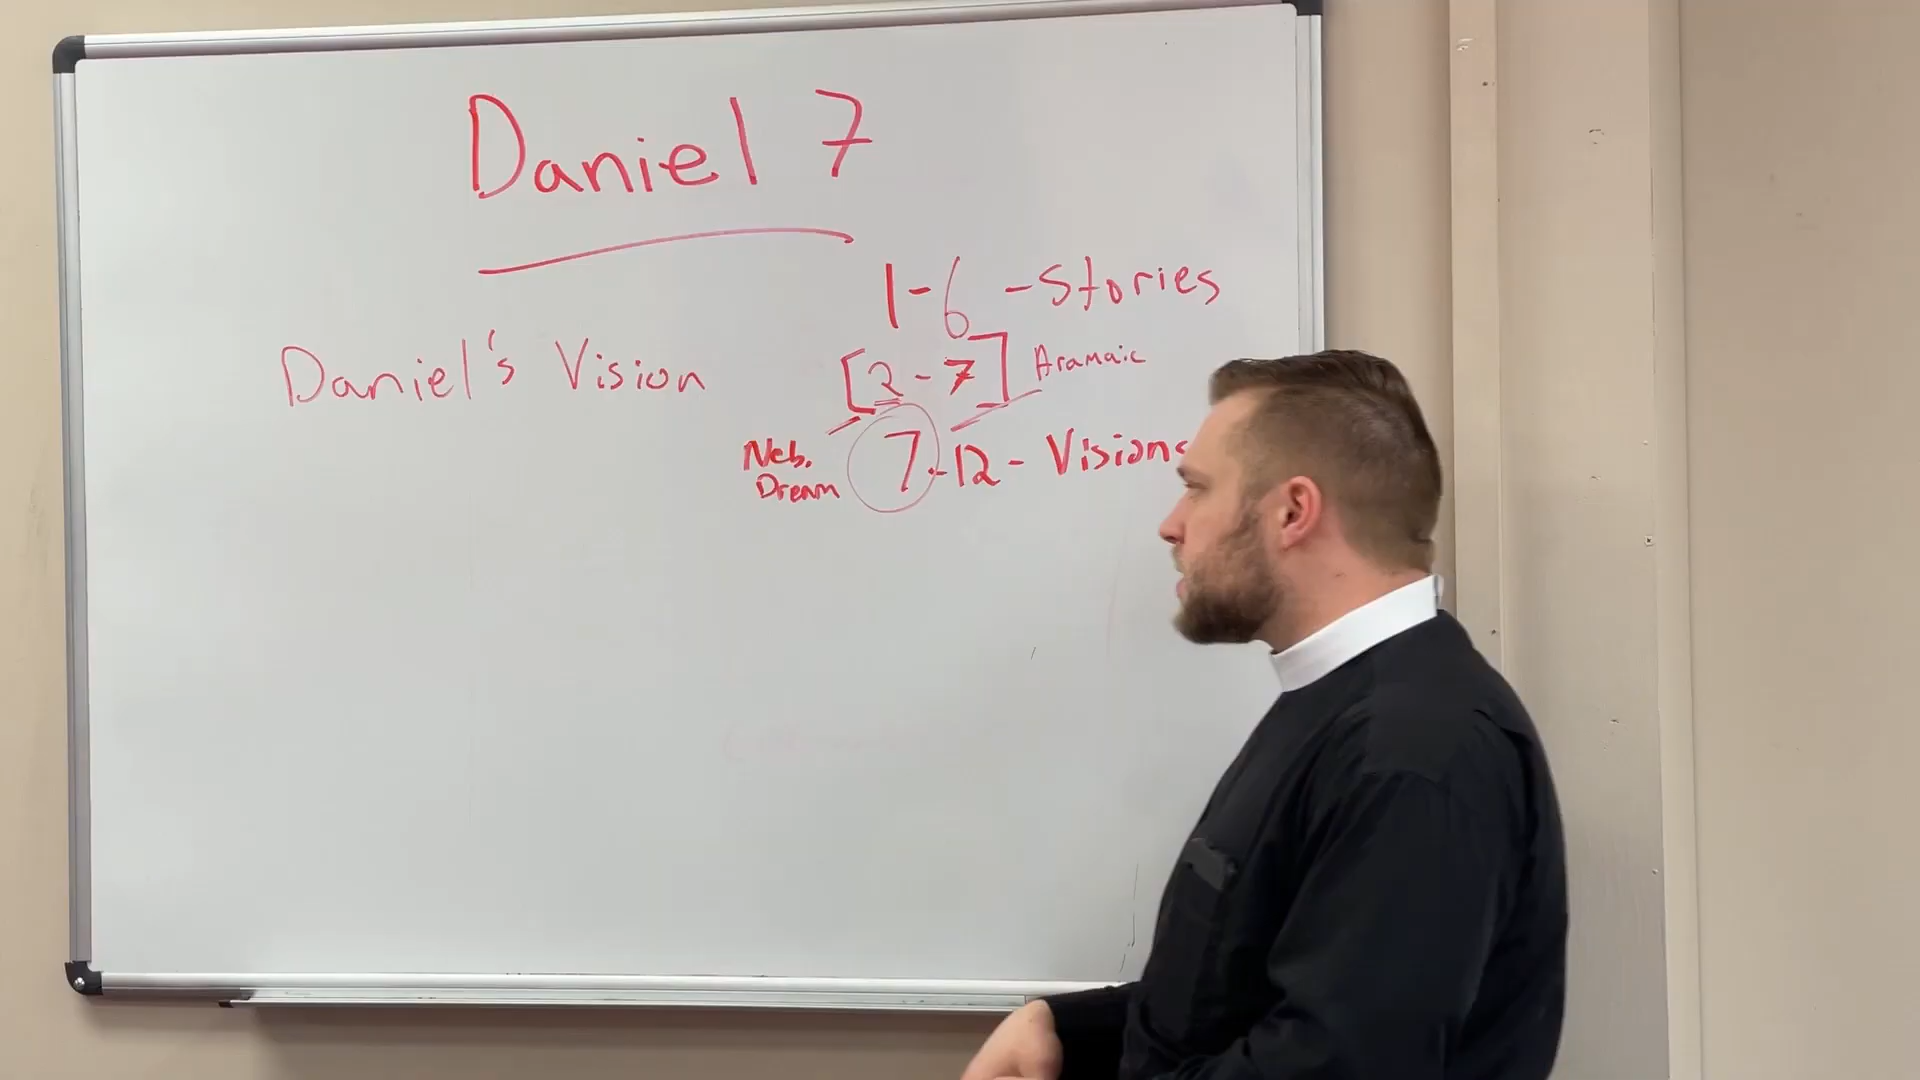 Daniel 7
1-6 - Stories
Daniel's Vision
[2-7] Aramaic
Neb.
Dream
7-12 - Visions